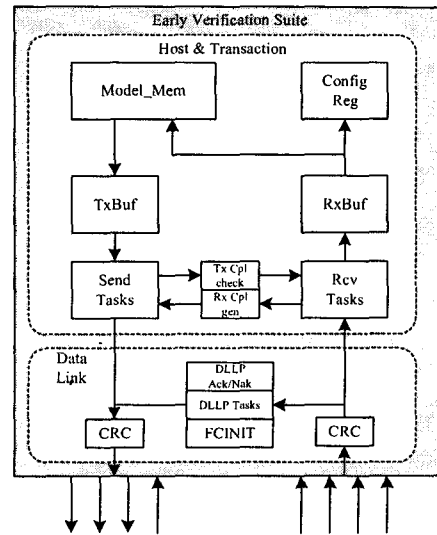 Early Verification Suite
Host & Transaction
Model_Mem
Config
Reg
TxBuf
RxBuf
Send
Tasks
Tx Cpl
check
Rx Cpl
gen
Rcv
Tasks
Data
Link
DLLP
Ack/Nak
DLLP Tasks
FCINIT
CRC
CRC